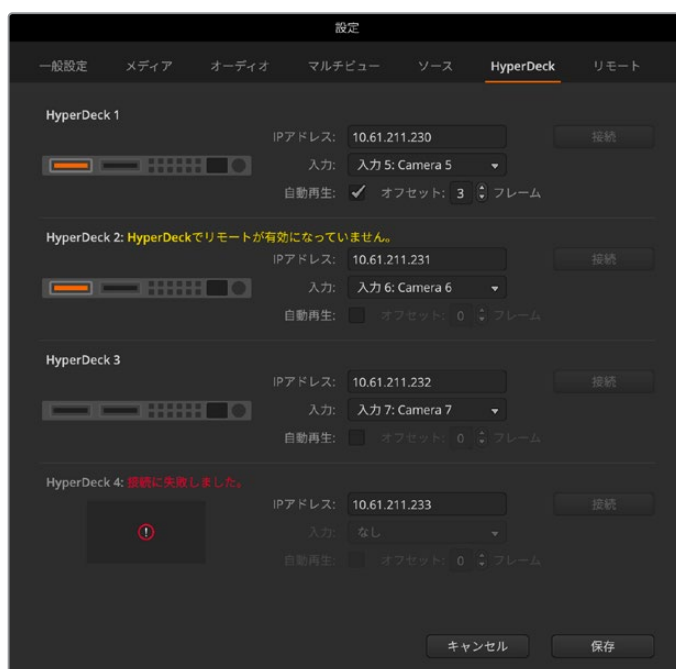 設定
一般設定 メディア オーディオ マルチビュー ソース HyperDeck リモート
HyperDeck 1
IPアドレス: 10.61.211.230 接続
入力: 入力 5: Camera 5
自動再生: オフセット: 3 フレーム
HyperDeck 2: HyperDeckでリモートが有効になっていません。
IPアドレス: 10.61.211.231 接続
入力: 入力 6: Camera 6
自動再生: オフセット: 0 フレーム
HyperDeck 3
IPアドレス: 10.61.211.232 接続
入力: 入力 7: Camera 7
自動再生: オフセット: 0 フレーム
HyperDeck 4: 接続に失敗しました。
IPアドレス: 10.61.211.233 接続
入力: なし
自動再生: オフセット: 0 フレーム
キャンセル 保存